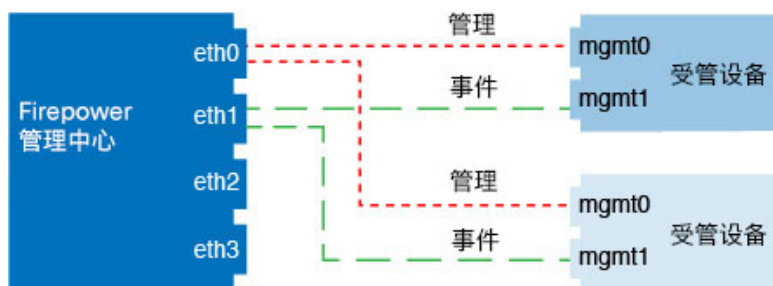 Firepower
管理中心
eth0
eth1
eth2
eth3
管理
事件
管理
事件
mgmt0
mgmt1
受管设备
mgmt0
mgmt1
受管设备